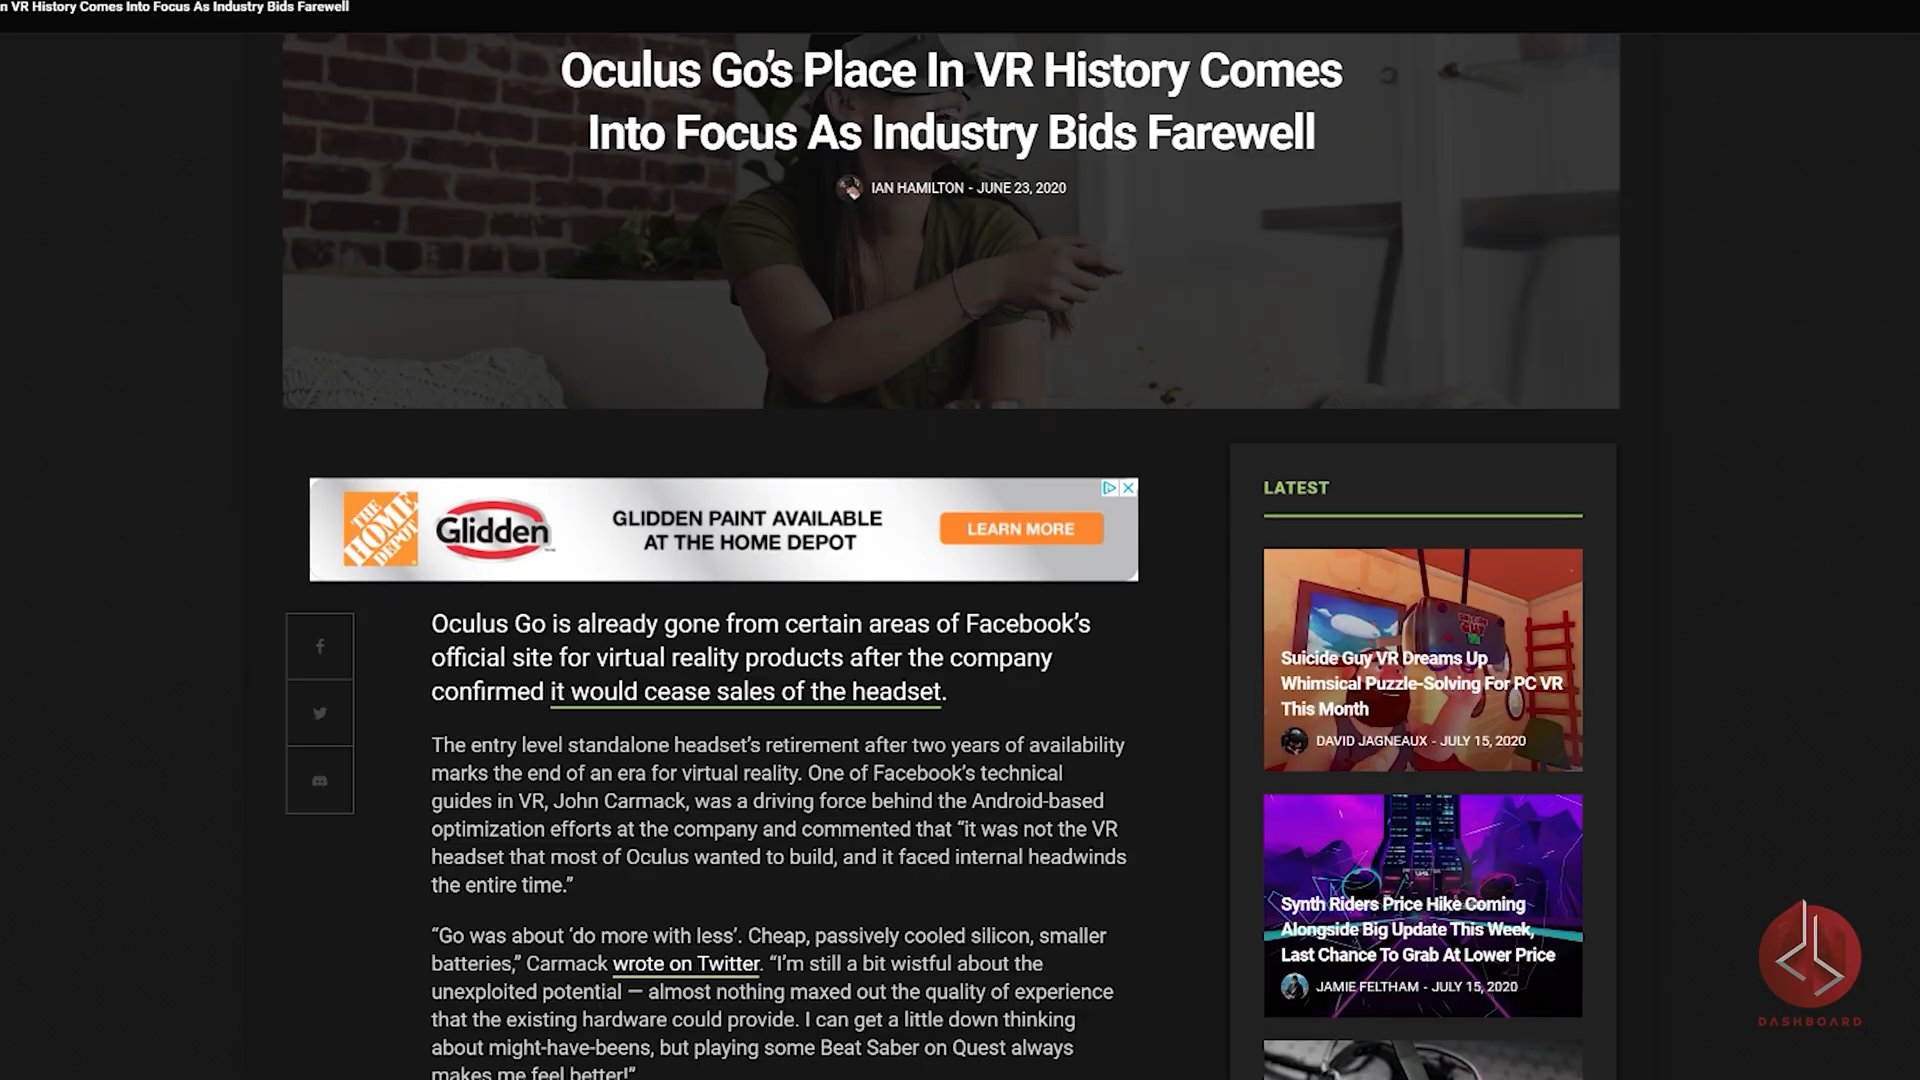 n VR History Comes Into Focus As Industry Bids Farewell
Oculus Go's Place In VR History Comes
Into Focus As Industry Bids Farewell
IAN HAMILTON - JUNE 23, 2020
THE
HOME
DEPOT
Glidden
GLIDDEN PAINT AVAILABLE
AT THE HOME DEPOT
LEARN MORE
Oculus Go is already gone from certain areas of Facebook's
official site for virtual reality products after the company
confirmed it would cease sales of the headset.
The entry level standalone headset's retirement after two years of availability
marks the end of an era for virtual reality. One of Facebook's technical
guides in VR, John Carmack, was a driving force behind the Android-based
optimization efforts at the company and commented that “it was not the VR
headset that most of Oculus wanted to build, and it faced internal headwinds
the entire time.”
“Go was about ‘do more with less’. Cheap, passively cooled silicon, smaller
batteries,” Carmack wrote on Twitter. “I'm still a bit wistful about the
unexploited potential — almost nothing maxed out the quality of experience
that the existing hardware could provide. I can get a little down thinking
about might-have-beens, but playing some Beat Saber on Quest always
makes me feel better!”
LATEST
Suicide Guy VR Dreams Up
Whimsical Puzzle-Solving For PC VR
This Month
DAVID JAGNEAUX - JULY 15, 2020
Synth Riders Price Hike Coming
Alongside Big Update This Week,
Last Chance To Grab At Lower Price
JAMIE FELTHAM - JULY 15, 2020
DASHBOARD